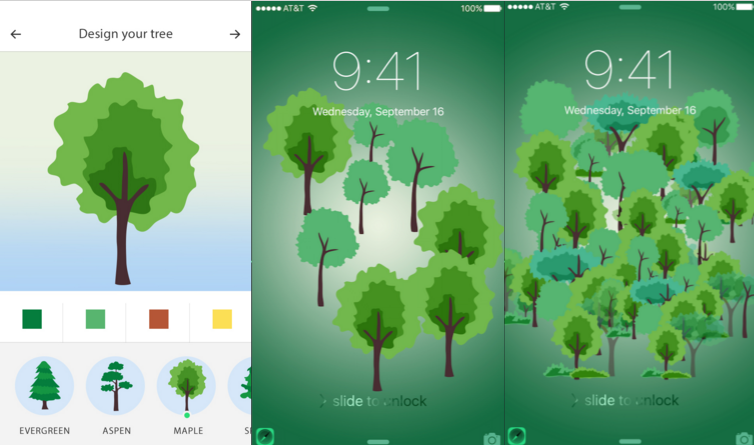 Design your tree
EVERGREEN
ASPEN
MAPLE
AT&T
100%
9:41
Wednesday, September 16
slide to unlock
AT&T
100%
9:41
Wednesday, September 16
slide to unlock